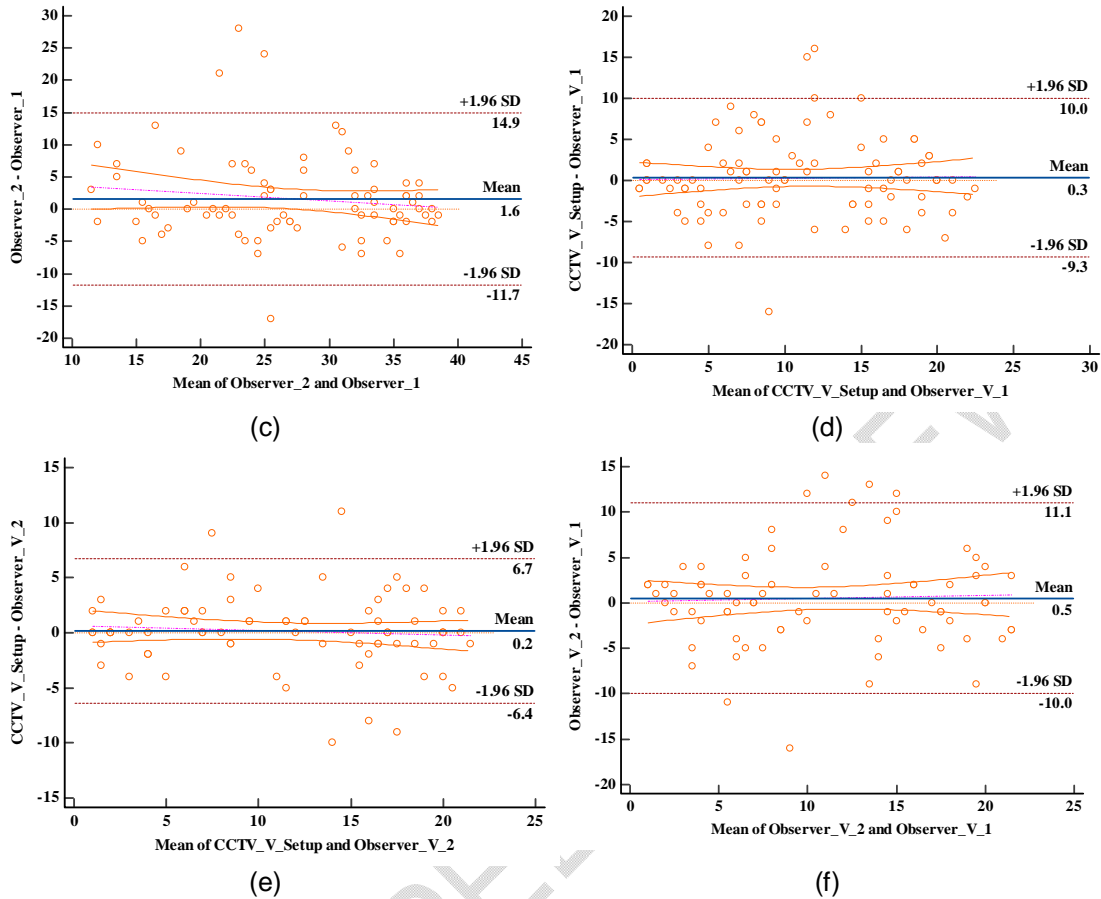 30
25
20
15
10
5
0
-5
-10
-15
-20
Observer_2 - Observer_1
+1.96 SD
14.9
Mean
1.6
-1.96 SD
-11.7
10 15 20 25 30 35 40 45
Mean of Observer_2 and Observer_1
(c)
20
15
10
5
0
-5
-10
-15
-20
CCTV_V_Setup - Observer_V_1
+1.96 SD
10.0
Mean
0.3
-1.96 SD
-9.3
0 5 10 15 20 25 30
Mean of CCTV_V_Setup and Observer_V_1
(d)
15
10
5
0
-5
-10
-15
CCTV_V_Setup - Observer_V_2
+1.96 SD
6.7
Mean
0.2
-1.96 SD
-6.4
0 5 10 15 20 25
Mean of CCTV_V_Setup and Observer_V_2
(e)
15
10
5
0
-5
-10
-15
-20
Observer_V_2 - Observer_V_1
+1.96 SD
11.1
Mean
0.5
-1.96 SD
-10.0
0 5 10 15 20 25
Mean of Observer_V_2 and Observer_V_1
(f)